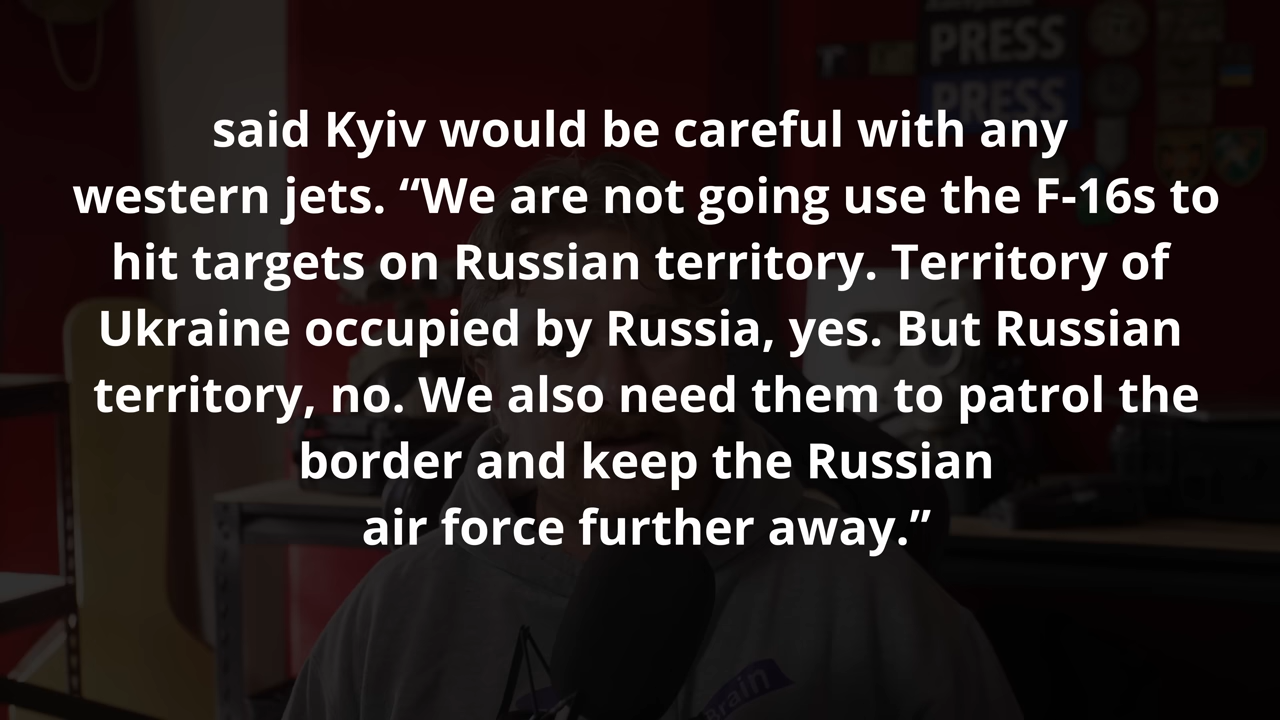 PRESS
PRESS
said Kyiv would be careful with any
western jets. “We are not going use the F-16s to
hit targets on Russian territory. Territory of
Ukraine occupied by Russia, yes. But Russian
territory, no. We also need them to patrol the
border and keep the Russian
air force further away.”